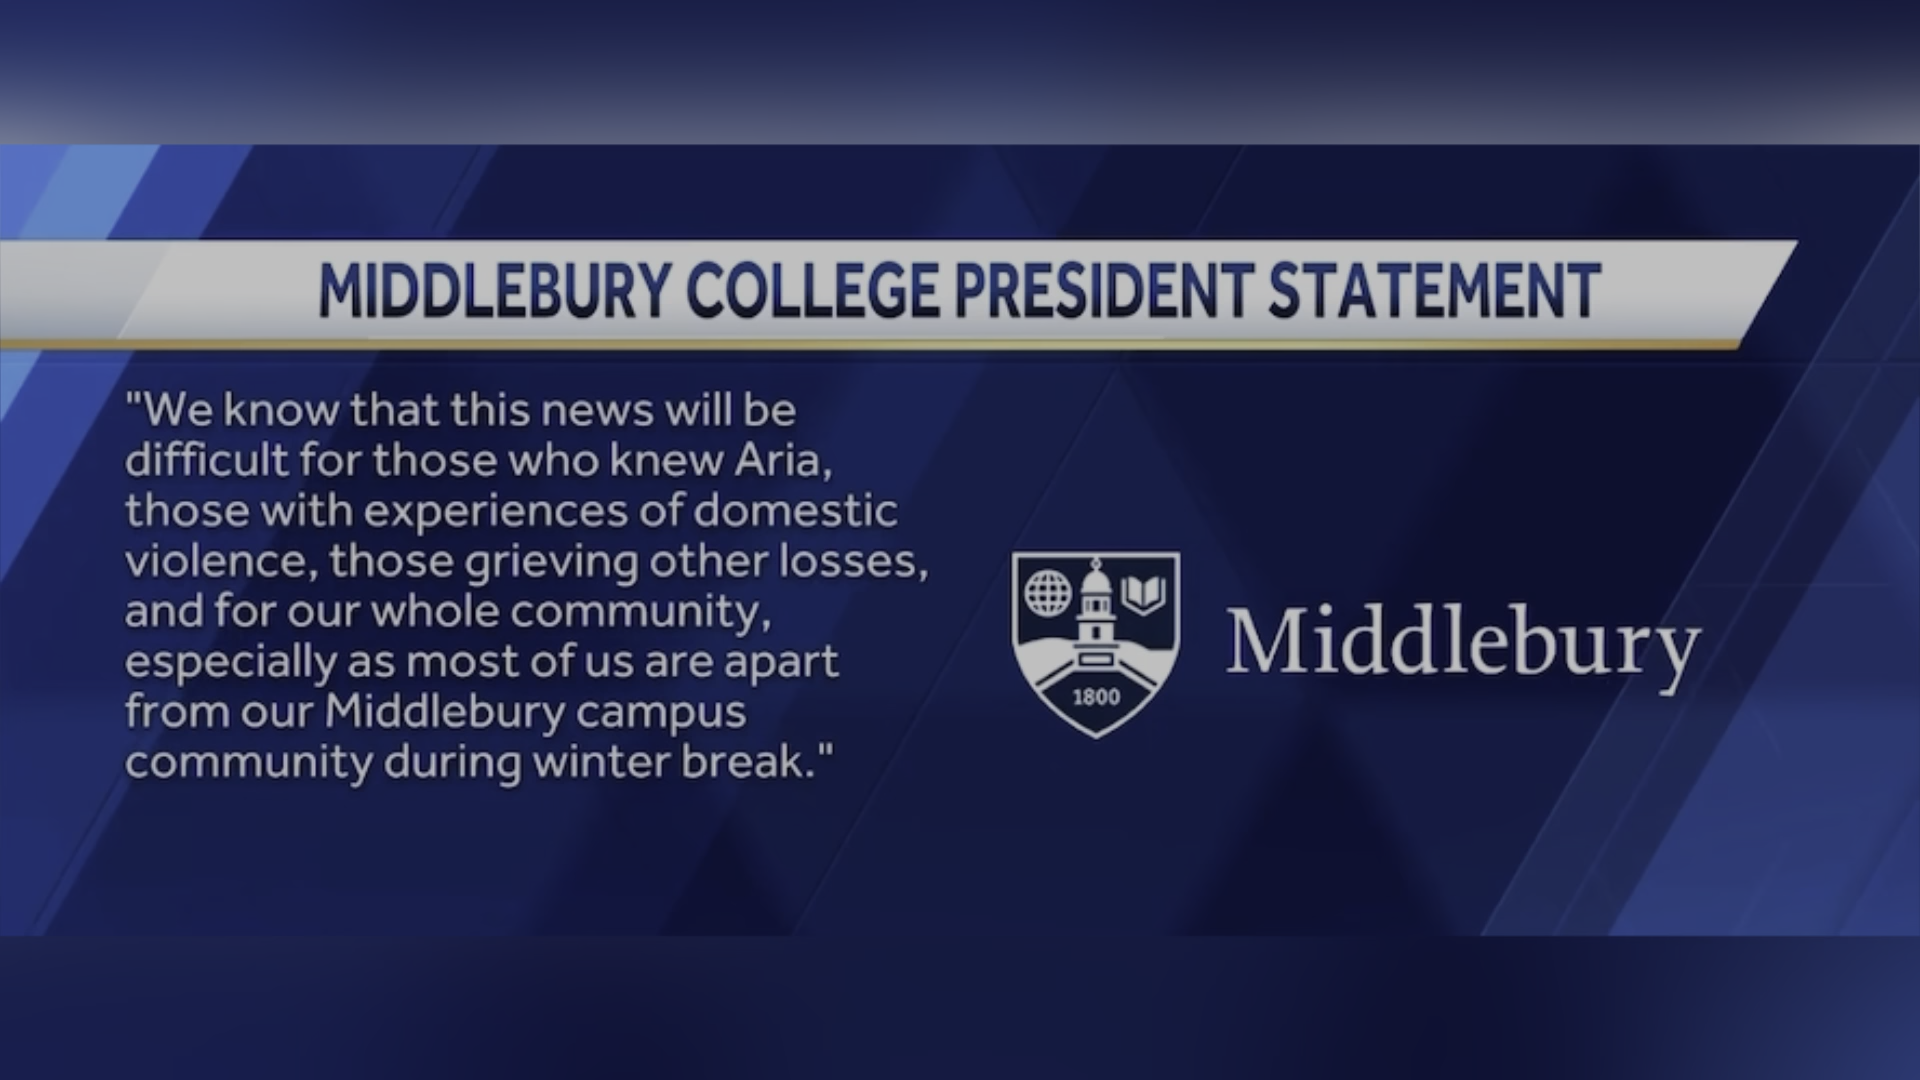 MIDDLEBURY COLLEGE PRESIDENT STATEMENT
"We know that this news will be
difficult for those who knew Aria,
those with experiences of domestic
violence, those grieving other losses,
and for our whole community,
especially as most of us are apart
from our Middlebury campus
community during winter break."
1800
Middlebury